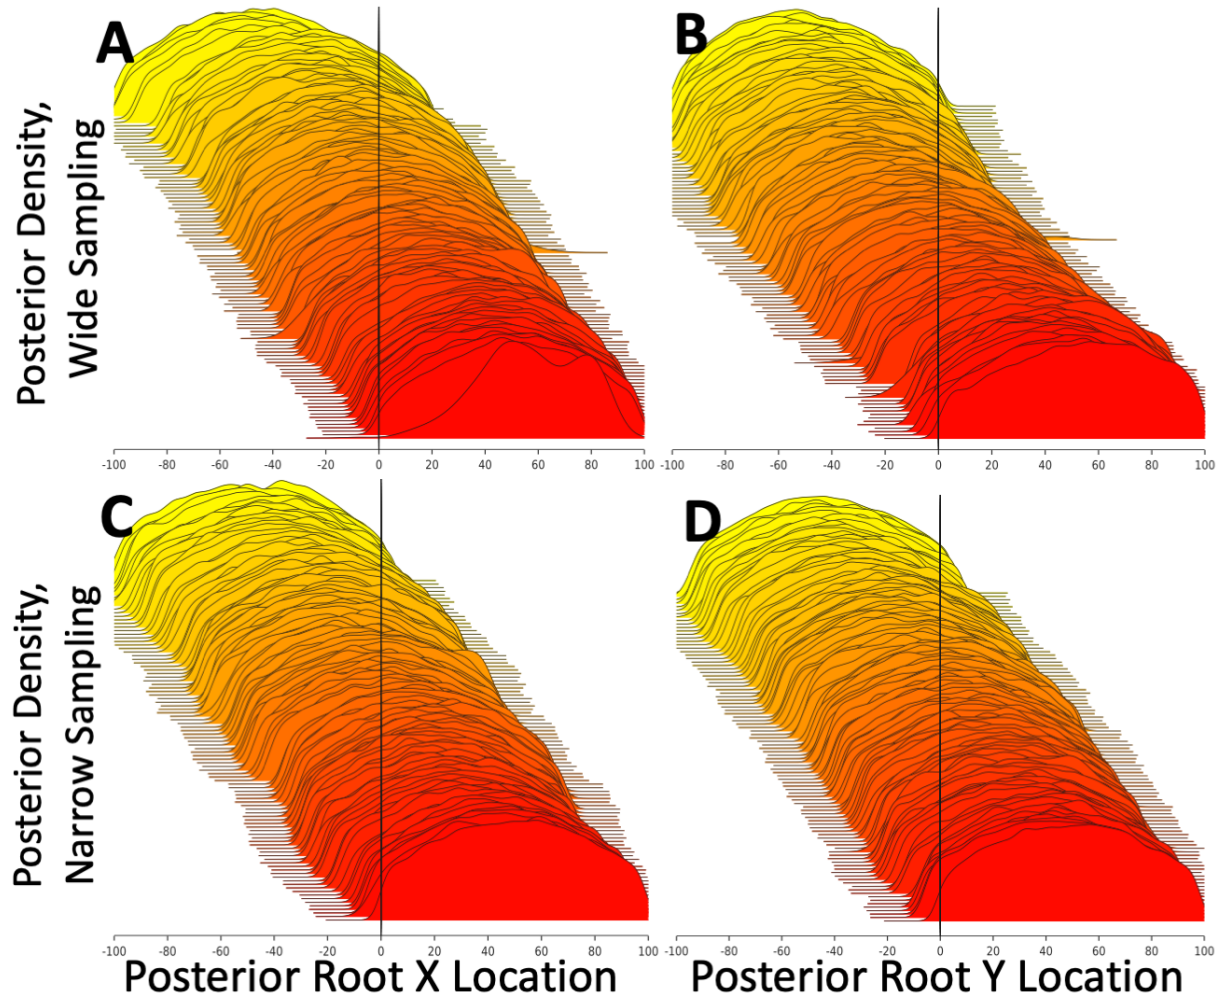 A
B
Posterior Density,
Wide Sampling
-100 -80 -60 -40 -20 0 20 40 60 80 100
-100 -80 -60 -40 -20 0 20 40 60 80 100
C
D
Posterior Density,
Narrow Sampling
-100 -80 -60 -40 -20 0 20 40 60 80 100
-100 -80 -60 -40 -20 0 20 40 60 80 100
Posterior Root X Location
Posterior Root Y Location